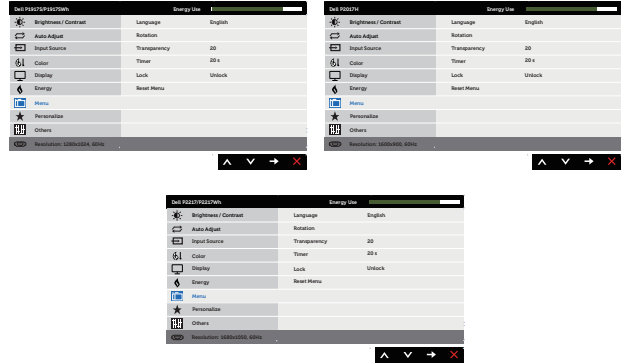 Dell P1917S/P1917SWh Energy Use
Brightness / Contrast Language English
Auto Adjust Rotation
Input Source Transparency 20
Color Timer 20 s
Display Lock Unlock
Energy Reset Menu
Menu
Personalize
Others
Resolution: 1280x1024, 60Hz
Dell P2017H Energy Use
Brightness / Contrast Language English
Auto Adjust Rotation
Input Source Transparency 20
Color Timer 20 s
Display Lock Unlock
Energy Reset Menu
Menu
Personalize
Others
Resolution: 1600x900, 60Hz
Dell P2217/P2217Wh Energy Use
Brightness / Contrast Language English
Auto Adjust Rotation
Input Source Transparency 20
Color Timer 20 s
Display Lock Unlock
Energy Reset Menu
Menu
Personalize
Others
Resolution: 1680x1050, 60Hz